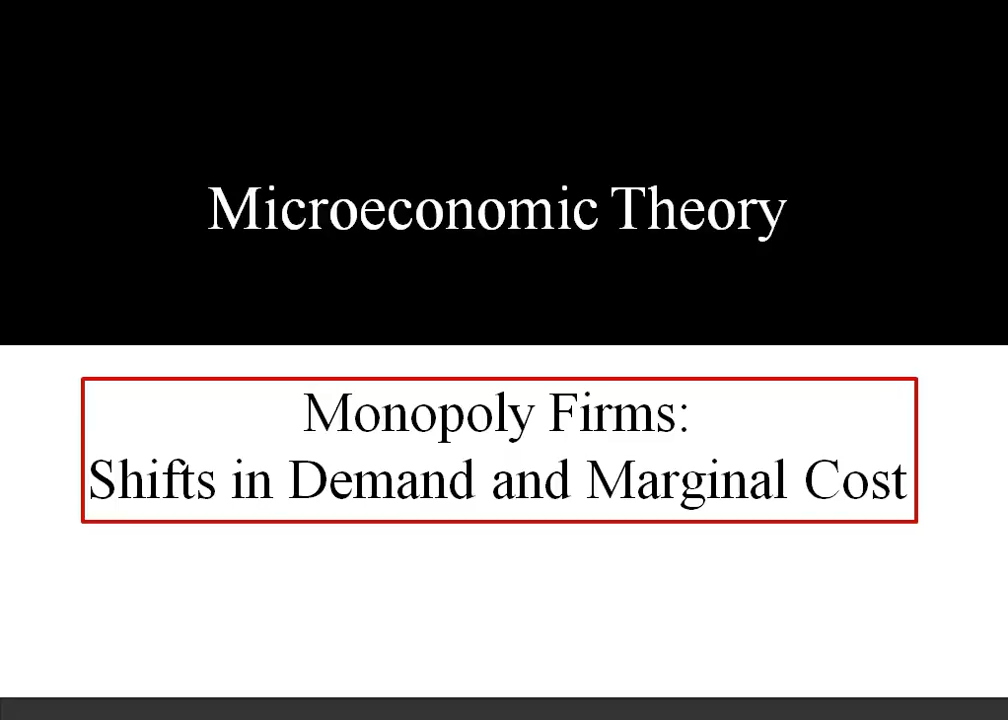 Microeconomic Theory
Monopoly Firms:
Shifts in Demand and Marginal Cost